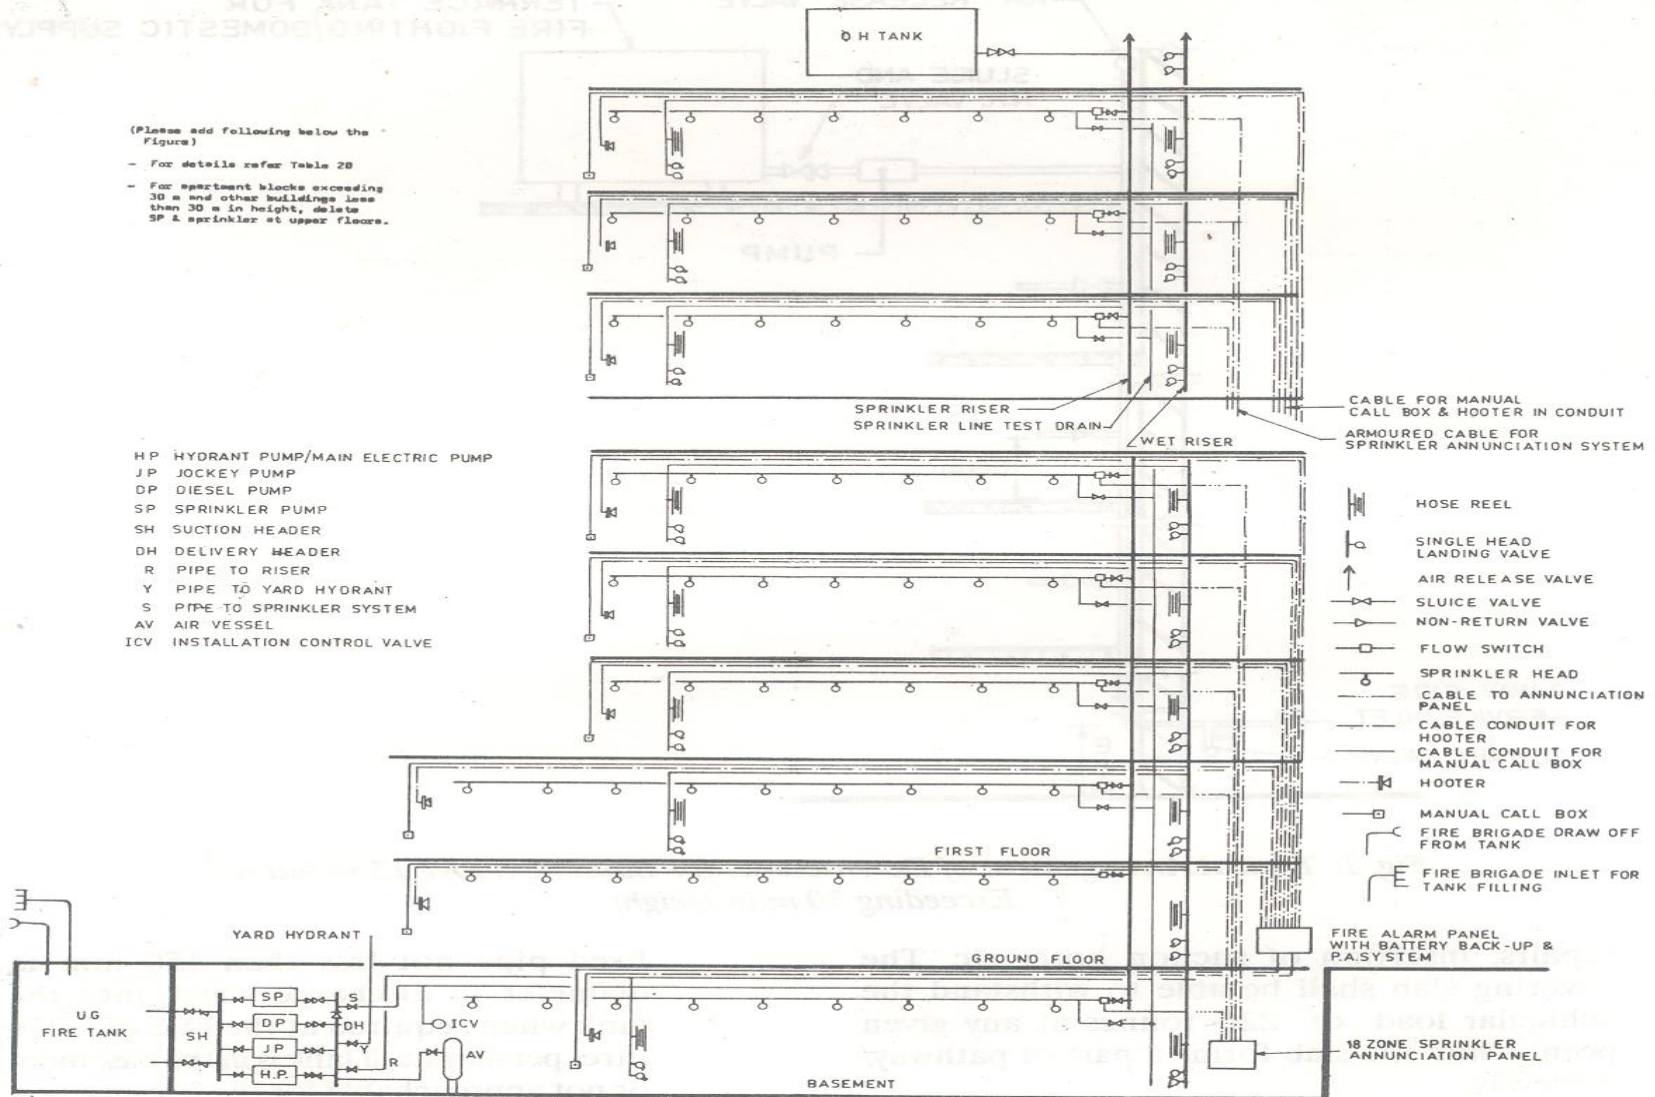 O H TANK
(Please add following below the
Figure)
- For details refer Table 20
- For apartment blocks exceeding
30 m and other buildings less
than 30 m in height, delete
SP & sprinkler at upper floors.
SPRINKLER RISER
SPRINKLER LINE TEST DRAIN
WET RISER
CABLE FOR MANUAL
CALL BOX & HOOTER IN CONDUIT
ARMOURED CABLE FOR
SPRINKLER ANNUNCIATION SYSTEM
HP HYDRANT PUMP/MAIN ELECTRIC PUMP
JP JOCKEY PUMP
DP DIESEL PUMP
SP SPRINKLER PUMP
SH SUCTION HEADER
DH DELIVERY HEADER
R PIPE TO RISER
Y PIPE TO YARD HYDRANT
S PIPE TO SPRINKLER SYSTEM
AV AIR VESSEL
ICV INSTALLATION CONTROL VALVE
HOSE REEL
SINGLE HEAD
LANDING VALVE
AIR RELEASE VALVE
SLUICE VALVE
NON-RETURN VALVE
FLOW SWITCH
SPRINKLER HEAD
CABLE TO ANNUNCIATION
PANEL
CABLE CONDUIT FOR
HOOTER
CABLE CONDUIT FOR
MANUAL CALL BOX
HOOTER
MANUAL CALL BOX
FIRE BRIGADE DRAW OFF
FROM TANK
FIRE BRIGADE INLET FOR
TANK FILLING
FIRST FLOOR
YARD HYDRANT
GROUND FLOOR
FIRE ALARM PANEL
WITH BATTERY BACK-UP &
P.A.SYSTEM
UG
FIRE TANK
SH
SP
DP
JP
H.P.
S
DH
Y
R
ICV
AV
BASEMENT
18 ZONE SPRINKLER
ANNUNCIATION PANEL